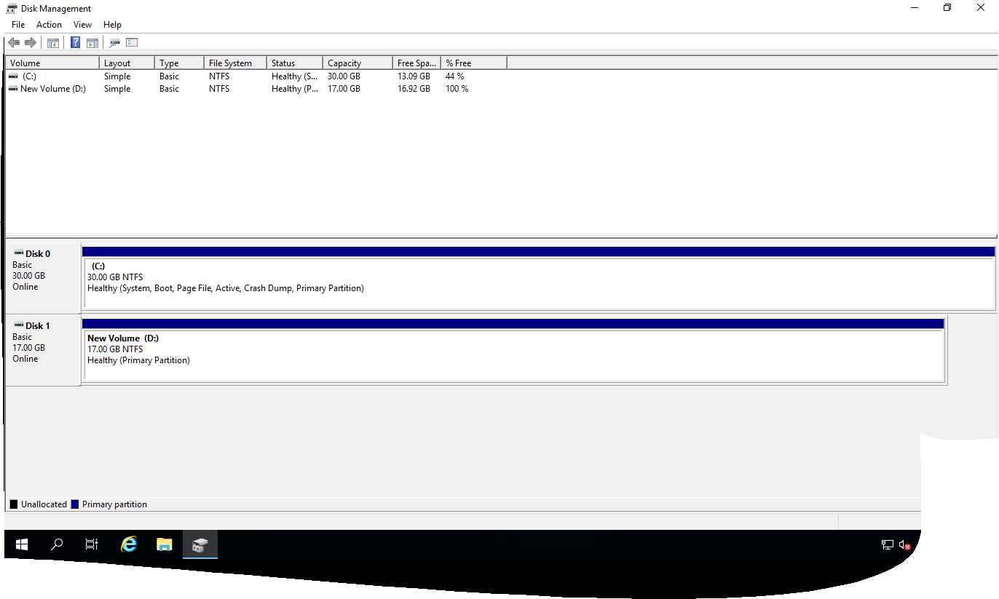 Disk Management
File Action View Help
Volume Layout Type File System Status Capacity Free Spa... % Free
(C:) Simple Basic NTFS Healthy (S... 30.00 GB 13.09 GB 44 %
New Volume (D:) Simple Basic NTFS Healthy (P... 17.00 GB 16.92 GB 100 %
Disk 0
Basic
30.00 GB
Online
(C:)
30.00 GB NTFS
Healthy (System, Boot, Page File, Active, Crash Dump, Primary Partition)
Disk 1
Basic
17.00 GB
Online
New Volume (D:)
17.00 GB NTFS
Healthy (Primary Partition)
Unallocated Primary partition